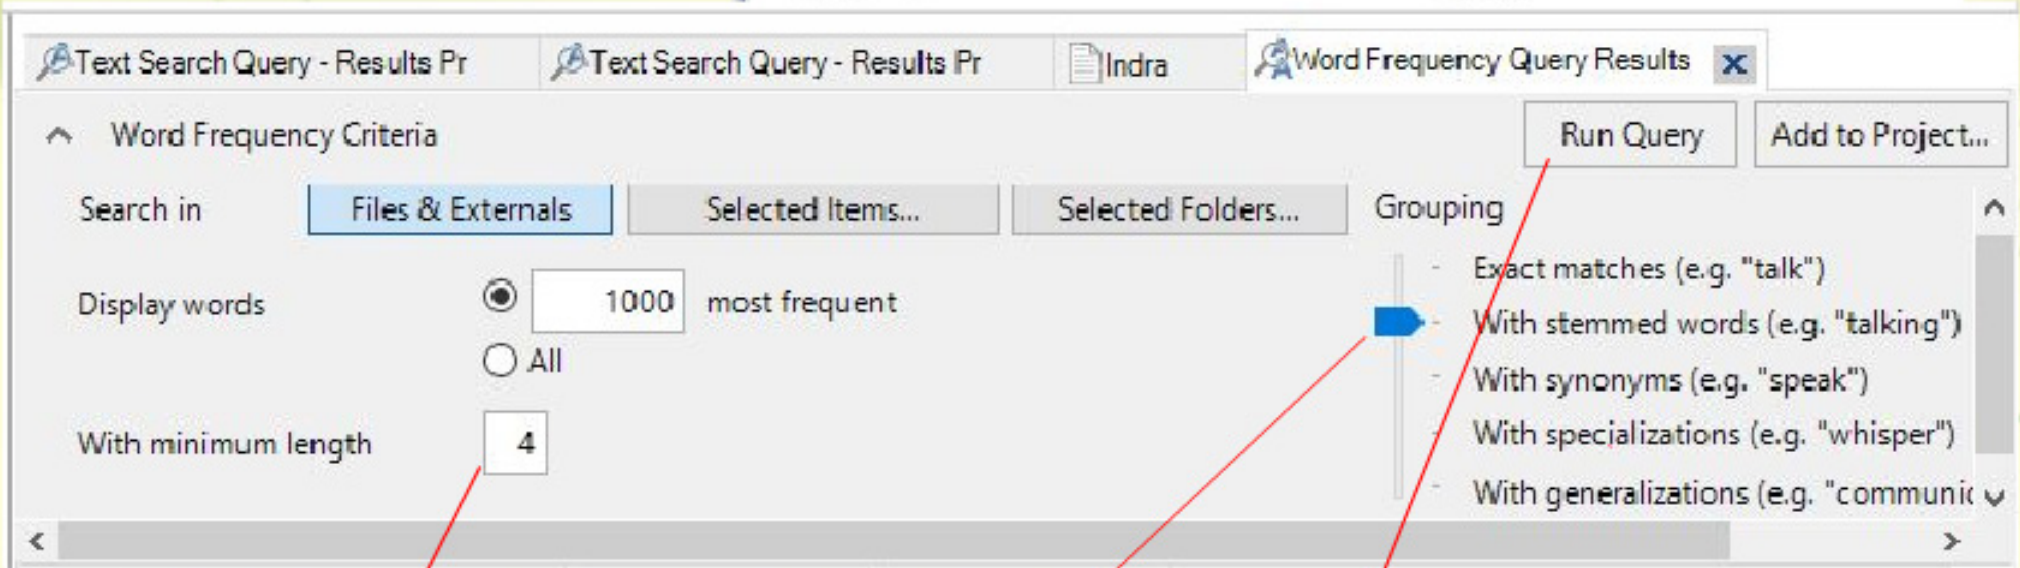 Text Search Query - Results Pr Text Search Query - Results Pr Indra Word Frequency Query Results
Word Frequency Criteria Run Query Add to Project...
Search in Files & Externals Selected Items... Selected Folders... Grouping
Exact matches (e.g. "talk")
Display words 1000 most frequent With stemmed words (e.g. "talking")
All With synonyms (e.g. "speak")
With minimum length 4 With specializations (e.g. "whisper")
With generalizations (e.g. "communic